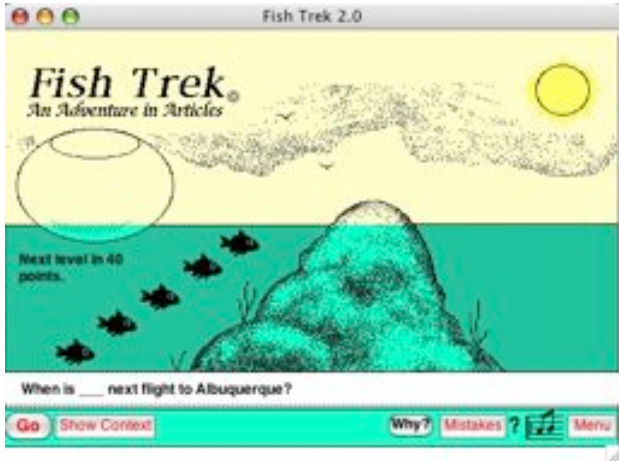 Fish Trek 2.0
Fish Trek
An Adventure in Articles
Next level in 40
points.
When is ___ next flight to Albuquerque?
Go
Show Context
Why?
Mistakes
?
Menu